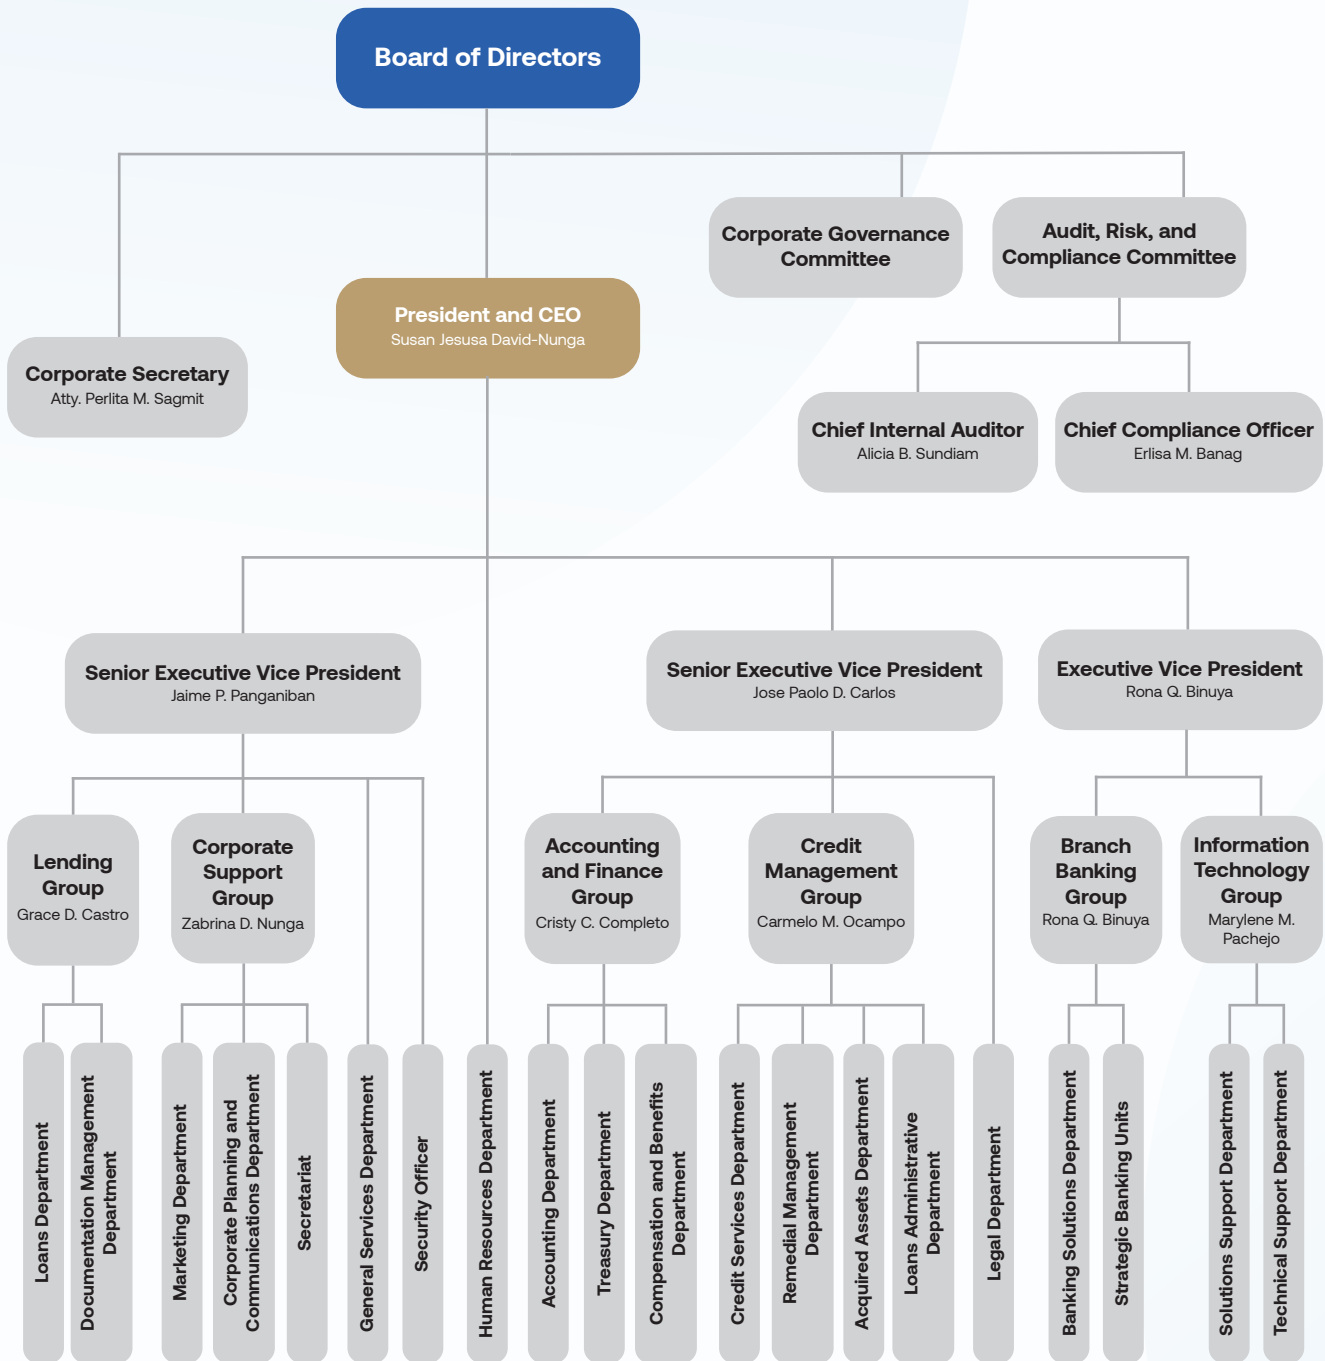 Board of Directors
Corporate Governance
Committee
Audit, Risk, and
Compliance Committee
President and CEO
Susan Jesusa David-Nunga
Corporate Secretary
Atty. Perlita M. Sagmit
Chief Internal Auditor
Alicia B. Sundiam
Chief Compliance Officer
Erlisa M. Banag
Senior Executive Vice President
Jaime P. Panganiban
Senior Executive Vice President
Jose Paolo D. Carlos
Executive Vice President
Rona Q. Binuya
Lending
Group
Grace D. Castro
Corporate
Support
Group
Zabrina D. Nunga
Accounting
and Finance
Group
Cristy C. Completo
Credit
Management
Group
Carmelo M. Ocampo
Branch
Banking
Group
Rona Q. Binuya
Information
Technology
Group
Marylene M.
Pachejo
Loans Department
Documentation Management
Department
Marketing Department
Corporate Planning and
Communications Department
Secretariat
General Services Department
Security Officer
Human Resources Department
Accounting Department
Treasury Department
Compensation and Benefits
Department
Credit Services Department
Remedial Management
Department
Acquired Assets Department
Loans Administrative
Department
Legal Department
Banking Solutions Department
Strategic Banking Units
Solutions Support Department
Technical Support Department